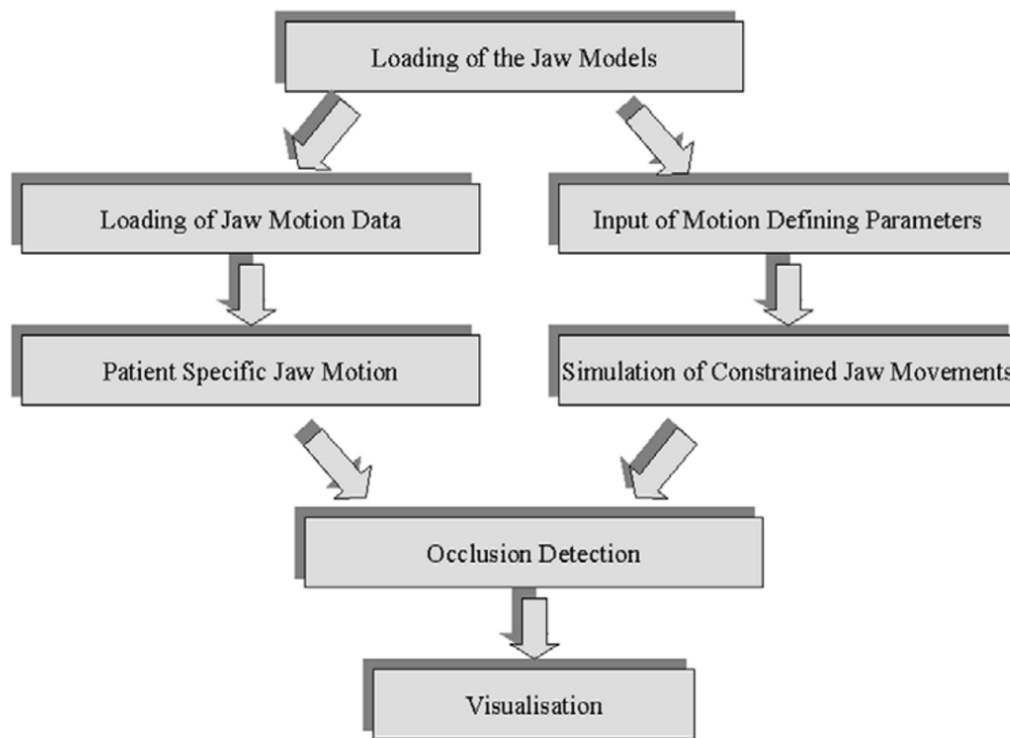 Loading of the Jaw Models
Loading of Jaw Motion Data
Input of Motion Defining Parameters
Patient Specific Jaw Motion
Simulation of Constrained Jaw Movements
Occlusion Detection
Visualisation